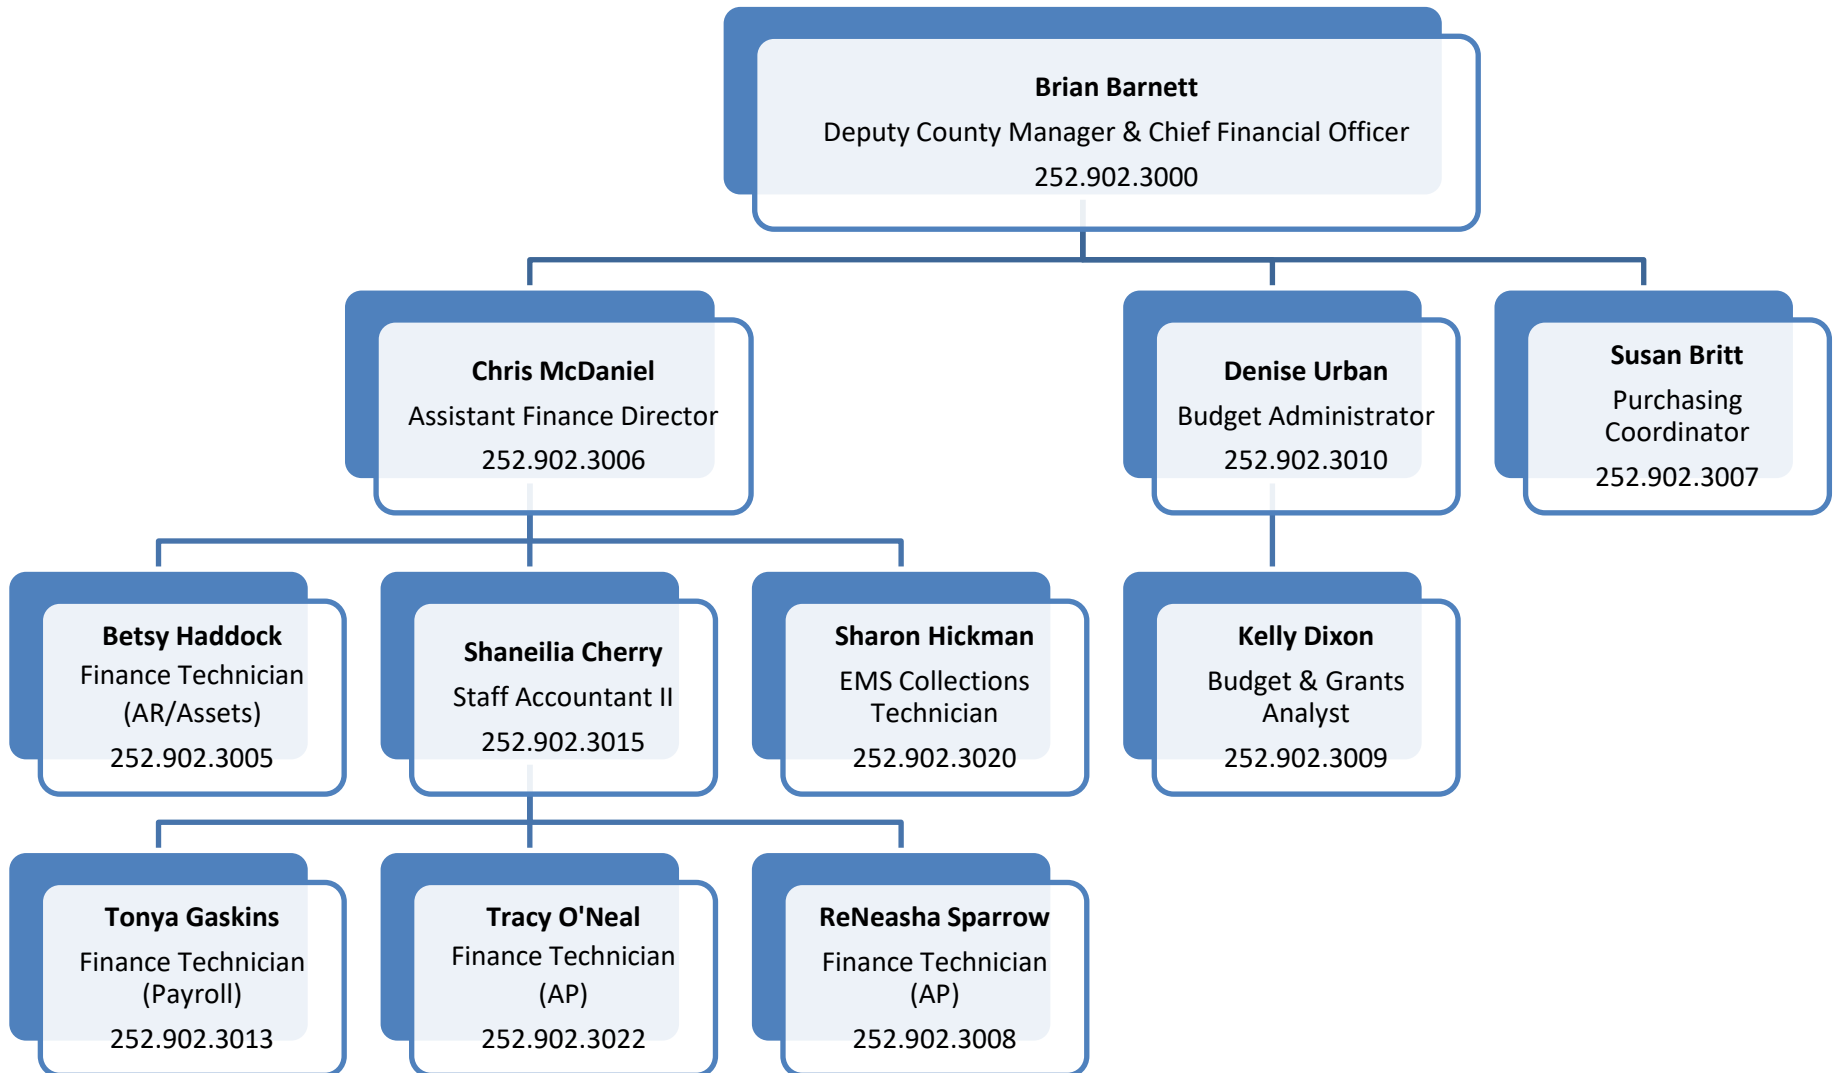 Brian Barnett
Deputy County Manager & Chief Financial Officer
252.902.3000
Chris McDaniel
Assistant Finance Director
252.902.3006
Denise Urban
Budget Administrator
252.902.3010
Susan Britt
Purchasing
Coordinator
252.902.3007
Betsy Haddock
Finance Technician
(AR/Assets)
252.902.3005
Shaneilia Cherry
Staff Accountant II
252.902.3015
Sharon Hickman
EMS Collections
Technician
252.902.3020
Kelly Dixon
Budget & Grants
Analyst
252.902.3009
Tonya Gaskins
Finance Technician
(Payroll)
252.902.3013
Tracy O'Neal
Finance Technician
(AP)
252.902.3022
ReNeasha Sparrow
Finance Technician
(AP)
252.902.3008